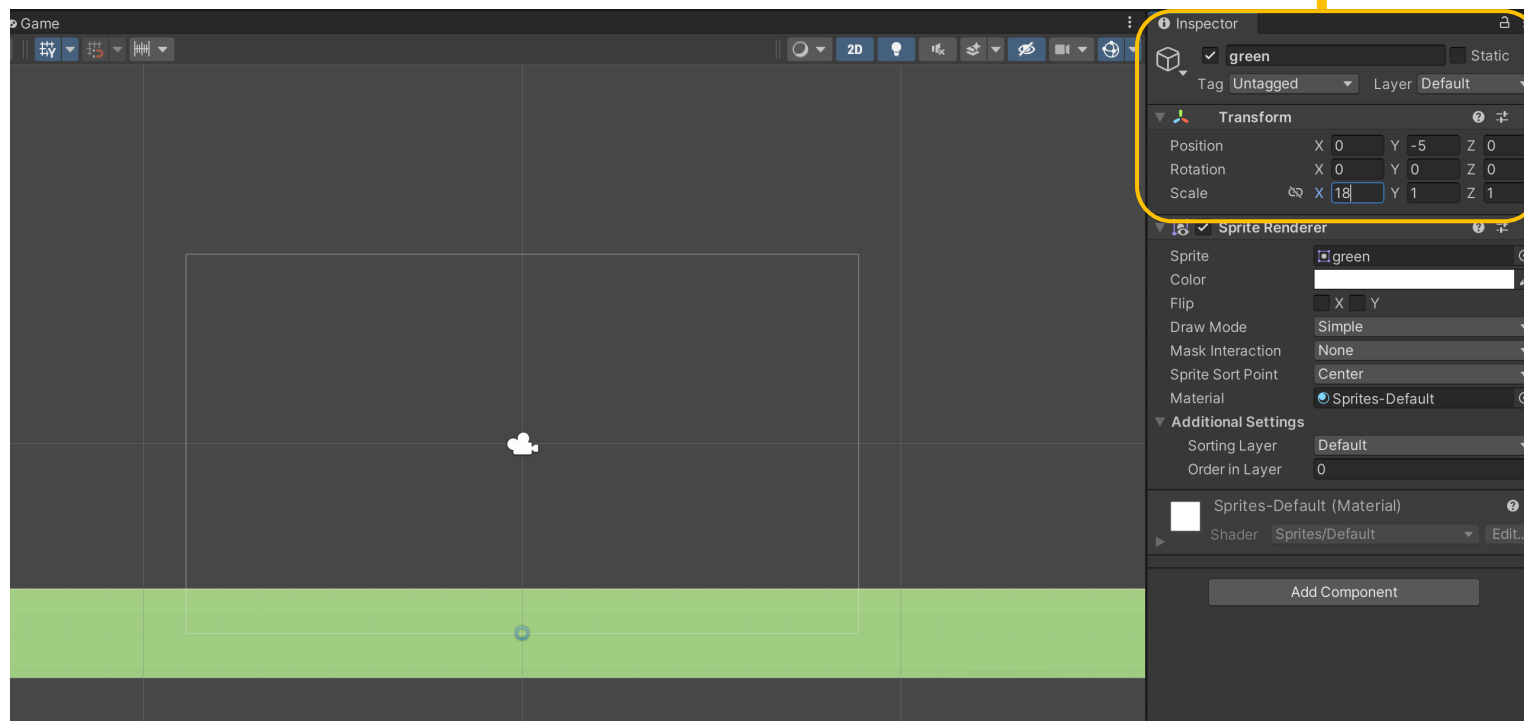 Game
2D
Inspector
green
Static
Tag Untagged Layer Default
Transform
Position X 0 Y -5 Z 0
Rotation X 0 Y 0 Z 0
Scale X 18 Y 1 Z 1
Sprite Renderer
Sprite green
Color
Flip X Y
Draw Mode Simple
Mask Interaction None
Sprite Sort Point Center
Material Sprites-Default
Additional Settings
Sorting Layer Default
Order in Layer 0
Sprites-Default (Material)
Shader Sprites/Default Edit..
Add Component